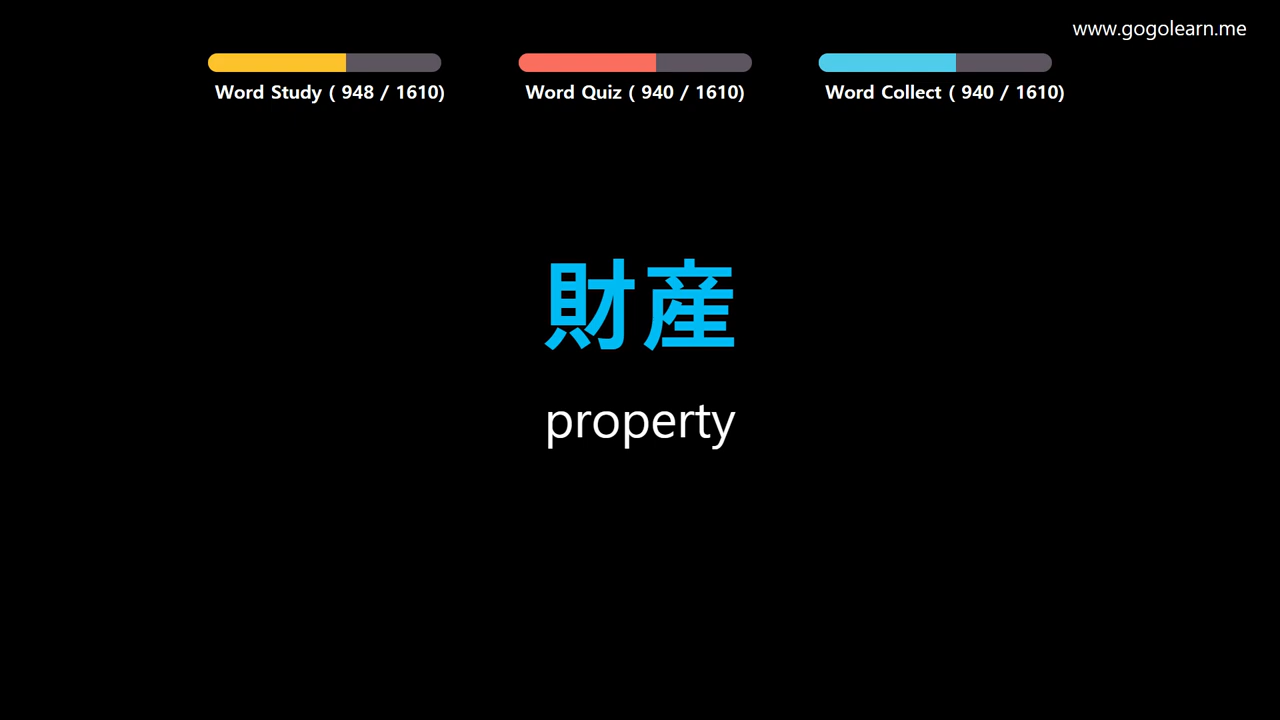 www.gogolearn.me
Word Study ( 948 / 1610)
Word Quiz ( 940 / 1610)
Word Collect ( 940 / 1610)
財産
property